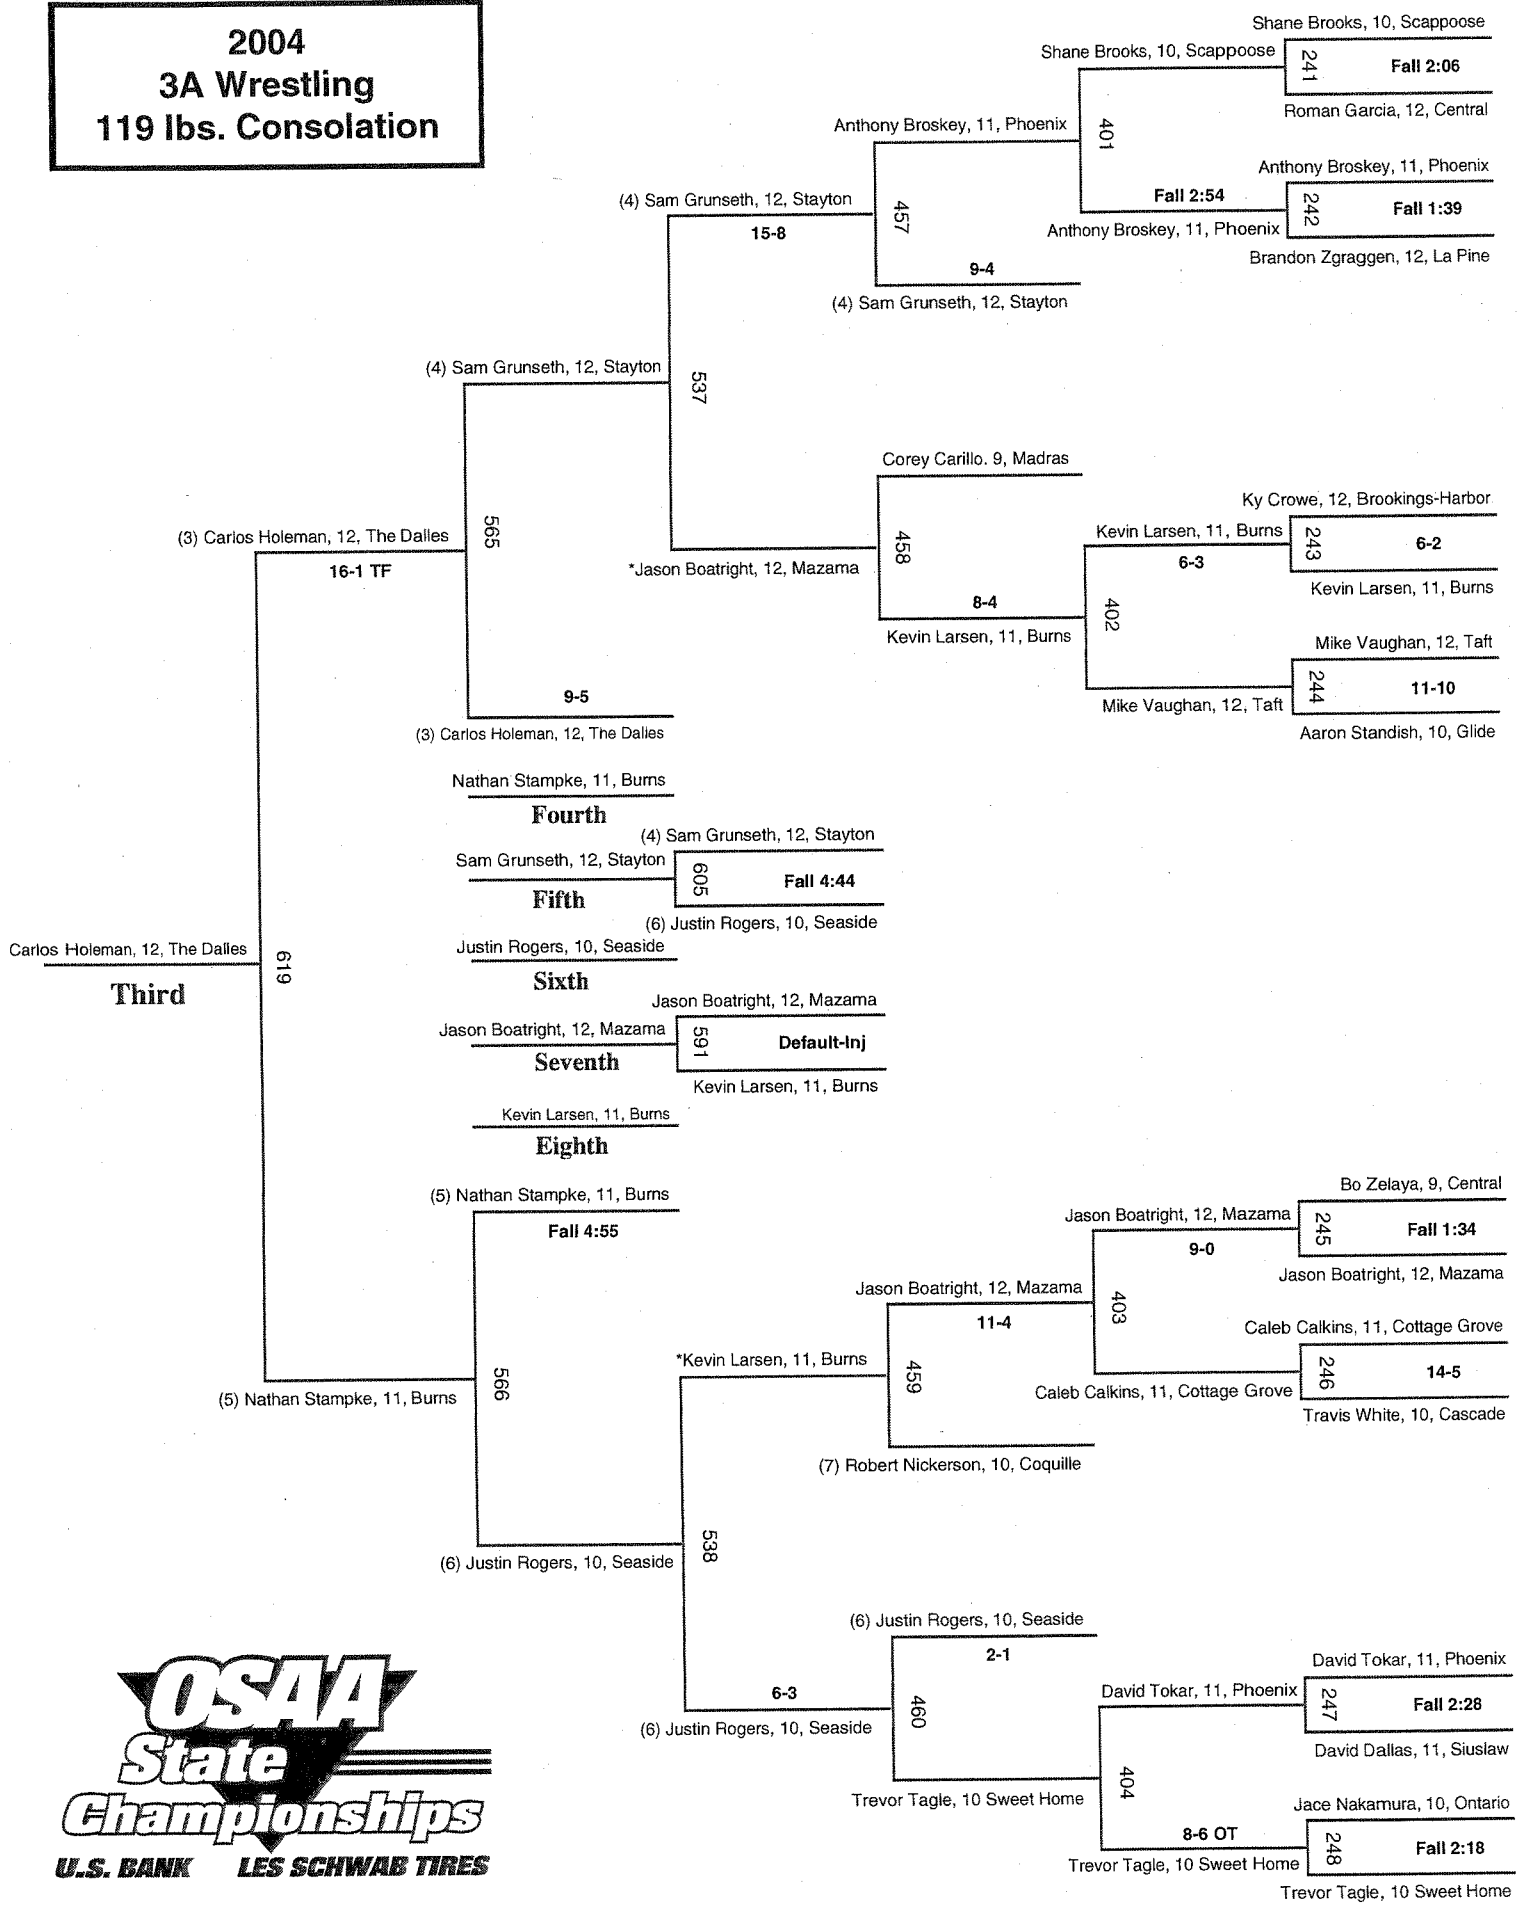 2004
3A Wrestling
119 lbs. Consolation
Shane Brooks, 10, Scappoose
Shane Brooks, 10, Scappoose
241
Fall 2:06
Roman Garcia, 12, Central
Anthony Broskey, 11, Phoenix
401
Anthony Broskey, 11, Phoenix
Fall 2:54
242
Fall 1:39
(4) Sam Grunseth, 12, Stayton
457
Anthony Broskey, 11, Phoenix
15-8
Brandon Zgraggen, 12, La Pine
9-4
(4) Sam Grunseth, 12, Stayton
(4) Sam Grunseth, 12, Stayton
537
Corey Carillo. 9, Madras
Ky Crowe, 12, Brookings-Harbor
565
(3) Carlos Holeman, 12, The Dalles
Kevin Larsen, 11, Burns
243
6-2
458
16-1 TF
*Jason Boatright, 12, Mazama
6-3
Kevin Larsen, 11, Burns
8-4
402
Kevin Larsen, 11, Burns
Mike Vaughan, 12, Taft
244
11-10
9-5
Mike Vaughan, 12, Taft
(3) Carlos Holeman, 12, The Dalles
Aaron Standish, 10, Glide
Nathan Stampke, 11, Burns
Fourth
(4) Sam Grunseth, 12, Stayton
Sam Grunseth, 12, Stayton
605
Fall 4:44
Fifth
(6) Justin Rogers, 10, Seaside
Justin Rogers, 10, Seaside
Carlos Holeman, 12, The Dalles
619
Sixth
Third
Jason Boatright, 12, Mazama
Jason Boatright, 12, Mazama
591
Default-Inj
Seventh
Kevin Larsen, 11, Burns
Kevin Larsen, 11, Burns
Eighth
Bo Zelaya, 9, Central
(5) Nathan Stampke, 11, Burns
Jason Boatright, 12, Mazama
245
Fall 1:34
Fall 4:55
9-0
Jason Boatright, 12, Mazama
Jason Boatright, 12, Mazama
403
11-4
Caleb Calkins, 11, Cottage Grove
*Kevin Larsen, 11, Burns
246
14-5
566
459
(5) Nathan Stampke, 11, Burns
Caleb Calkins, 11, Cottage Grove
Travis White, 10, Cascade
(7) Robert Nickerson, 10, Coquille
538
(6) Justin Rogers, 10, Seaside
(6) Justin Rogers, 10, Seaside
2-1
David Tokar, 11, Phoenix
6-3
David Tokar, 11, Phoenix
247
Fall 2:28
460
(6) Justin Rogers, 10, Seaside
David Dallas, 11, Siuslaw
404
Trevor Tagle, 10 Sweet Home
Jace Nakamura, 10, Ontario
8-6 OT
248
Fall 2:18
Trevor Tagle, 10 Sweet Home
Trevor Tagle, 10 Sweet Home
OSAA
State
Championships
U.S. BANK LES SCHWAB TIRES